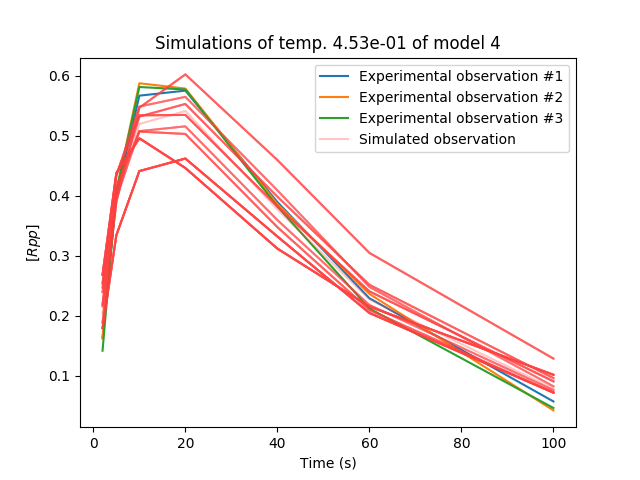 Simulations of temp. 4.53e-01 of model 4
Experimental observation #1
Experimental observation #2
Experimental observation #3
Simulated observation
[Rpp]
0.6
0.5
0.4
0.3
0.2
0.1
0 20 40 60 80 100
Time (s)